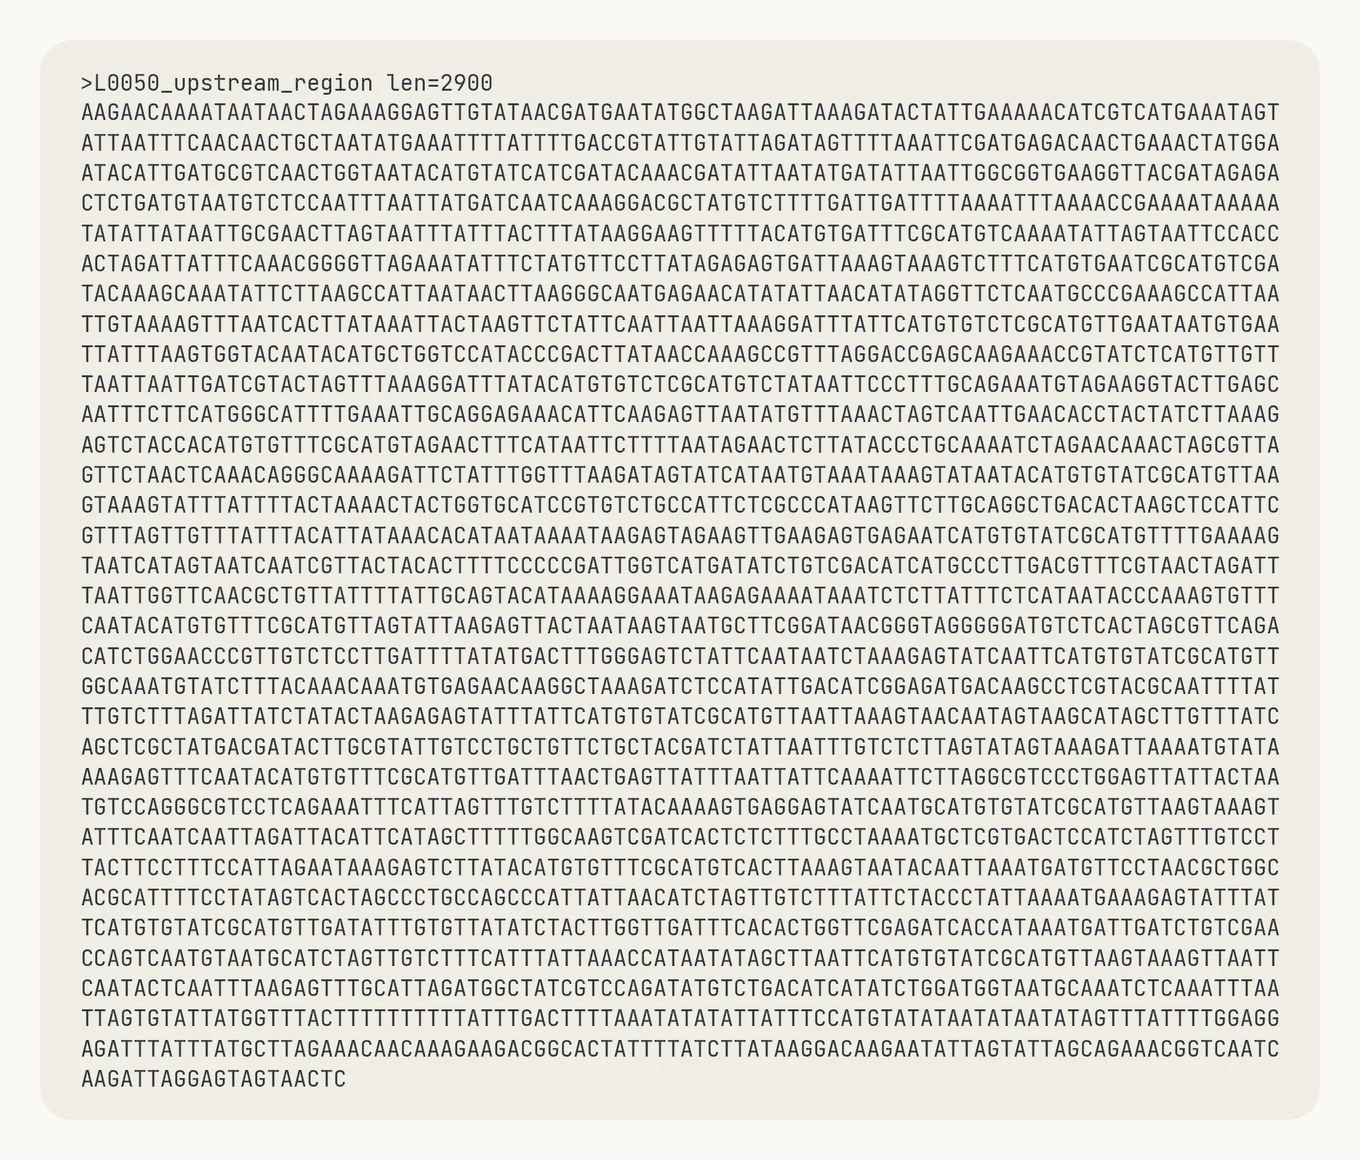 >L0050_upstream_region len=2900
AAGAACAAAATAATAACTAGAAAGGAGTTGTATAACGATGAATATGGCTAAGATTAAAGATACTATTGAAAAACATCGTCATGAAATAGT
ATTAATTTCAACAACTGCTAATATGAAATTTTATTTTGACCGTATTGTATTAGATAGTTTTAAATTCGATGAGACAACTGAAACTATGGA
ATACATTGATGCGTCAACTGGTAATACATGTATCATCGATACAAACGATATTAATATGATATTAATTGGCGGTGAAGGTTACGATAGAGA
CTCTGATGTAATGTCTCCAATTTAATTATGATCAATCAAAGGACGCTATGTCTTTTGATTGATTTTAAAATTTAAAACCGAAAATAAAAA
TATATTATAATTGCGAACTTAGTAATTTATTTACTTTATAAGGAAGTTTTTACATGTGATTTCGCATGTCAAAATATTAGTAATTCCACC
ACTAGATTATTTCAAACGGGGTTAGAAATATTTCTATGTTCCTTATAGAGAGTGATTAAAGTAAAGTCTTTCATGTGAATCGCATGTCGA
TACAAAGCAAATATTCTTAAGCCATTAATAACTTAAGGGCAATGAGAACATATATTAACATATAGGTTCTCAATGCCCGAAAGCCATTAA
TTGTAAAAGTTTAATCACTTATAAATTACTAAGTTCTATTCAATTAATTAAAGGATTTATTCATGTGTCTCGCATGTTGAATAATGTGAA
TTATTTAAGTGGTACAATACATGCTGGTCCATACCCGACTTATAACCAAAGCCGTTTAGGACCGAGCAAGAAACCGTATCTCATGTTGTT
TAATTAATTGATCGTACTAGTTTAAAGGATTTATACATGTGTCTCGCATGTCTATAATTCCCTTTGCAGAAATGTAGAAGGTACTTGAGC
AATTTCTTCATGGGCATTTTGAAATTGCAGGAGAAACATTCAAGAGTTAATATGTTTAAACTAGTCAATTGAACACCTACTATCTTAAAG
AGTCTACCACATGTGTTTCGCATGTAGAACTTTCATAATTCTTTTAATAGAACTCTTATACCCTGCAAAATCTAGAACAAACTAGCGTTA
GTTCTAACTCAAACAGGGCAAAAGATTCTATTTGGTTTAAGATAGTATCATAATGTAAATAAAGTATAATACATGTGTATCGCATGTTAA
GTAAAGTATTTATTTTACTAAAACTACTGGTGCATCCGTGTCTGCCATTCTCGCCCATAAGTTCTTGCAGGCTGACACTAAGCTCCATTC
GTTTAGTTGTTTATTTACATTATAAACACATAATAAAATAAGAGTAGAAGTTGAAGAGTGAGAATCATGTGTATCGCATGTTTTGAAAAG
TAATCATAGTAATCAATCGTTACTACACTTTTCCCCCGATTGGTCATGATATCTGTCGACATCATGCCCTTGACGTTTCGTAACTAGATT
TAATTGGTTCAACGCTGTTATTTTATTGCAGTACATAAAAGGAAATAAGAGAAAATAAATCTCTTATTTCTCATAATACCCAAAGTGTTT
CAATACATGTGTTTCGCATGTTAGTATTAAGAGTTACTAATAAGTAATGCTTCGGATAACGGGTAGGGGGATGTCTCACTAGCGTTCAGA
CATCTGGAACCCGTTGTCTCCTTGATTTTATATGACTTTGGGAGTCTATTCAATAATCTAAAGAGTATCAATTCATGTGTATCGCATGTT
GGCAAATGTATCTTTACAAACAAATGTGAGAACAAGGCTAAAGATCTCCATATTGACATCGGAGATGACAAGCCTCGTACGCAATTTTAT
TTGTCTTTAGATTATCTATACTAAGAGAGTATTTATTCATGTGTATCGCATGTTAATTAAAGTAACAATAGTAAGCATAGCTTGTTTATC
AGCTCGCTATGACGATACTTGCGTATTGTCCTGCTGTTCTGCTACGATCTATTAATTTGTCTCTTAGTATAGTAAAGATTAAAATGTATA
AAAGAGTTTCAATACATGTGTTTCGCATGTTGATTTAACTGAGTTATTTAATTATTCAAAATTCTTAGGCGTCCCTGGAGTTATTACTAA
TGTCCAGGGCGTCCTCAGAAATTTCATTAGTTTGTCTTTTATACAAAAGTGAGGAGTATCAATGCATGTGTATCGCATGTTAAGTAAAGT
ATTTCAATCAATTAGATTACATTCATAGCTTTTTGGCAAGTCGATCACTCTCTTTGCCTAAAATGCTCGTGACTCCATCTAGTTTGTCCT
TACTTCCTTTCCATTAGAATAAAGAGTCTTATACATGTGTTTCGCATGTCACTTAAAGTAATACAATTAAATGATGTTCCTAACGCTGGC
ACGCATTTTCCTATAGTCACTAGCCCTGCCAGCCCATTATTAACATCTAGTTGTCTTTATTCTACCCTATTAAAATGAAAGAGTATTTAT
TCATGTGTATCGCATGTTGATATTTGTGTTATATCTACTTGGTTGATTTCACACTGGTTCGAGATCACCATAAATGATTGATCTGTCGAA
CCAGTCAATGTAATGCATCTAGTTGTCTTTCATTTATTAAACCATAATATAGCTTAATTCATGTGTATCGCATGTTAAGTAAAGTTAATT
CAATACTCAATTTAAGAGTTTGCATTAGATGGCTATCGTCCAGATATGTCTGACATCATATCTGGATGGTAATGCAAATCTCAAATTTAA
TTAGTGTATTATGGTTTACTTTTTTTTTTATTTGACTTTTAAATATATATTATTTCCATGTATATAATATAATATAGTTTATTTTGGAGG
AGATTTATTTATGCTTAGAAACAACAAAGAAGACGGCACTATTTTATCTTATAAGGACAAGAATATTAGTATTAGCAGAAACGGTCAATC
AAGATTAGGAGTAGTAACTC